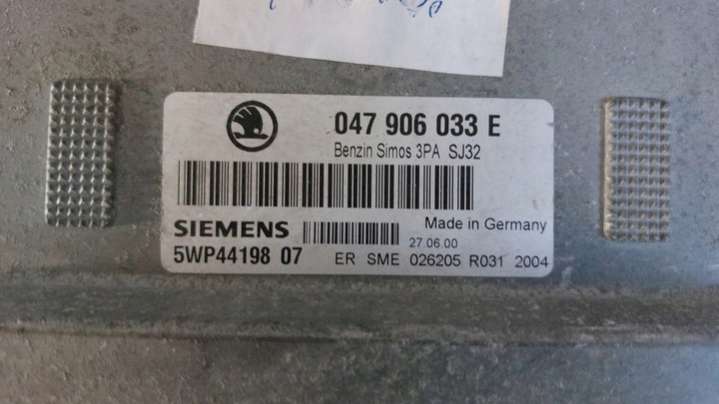 047 906 033 E
Benzin Simos 3PA SJ32
SIEMENS
Made in Germany
27.06.00
5WP44198 07
ER SME 026205 R031 2004